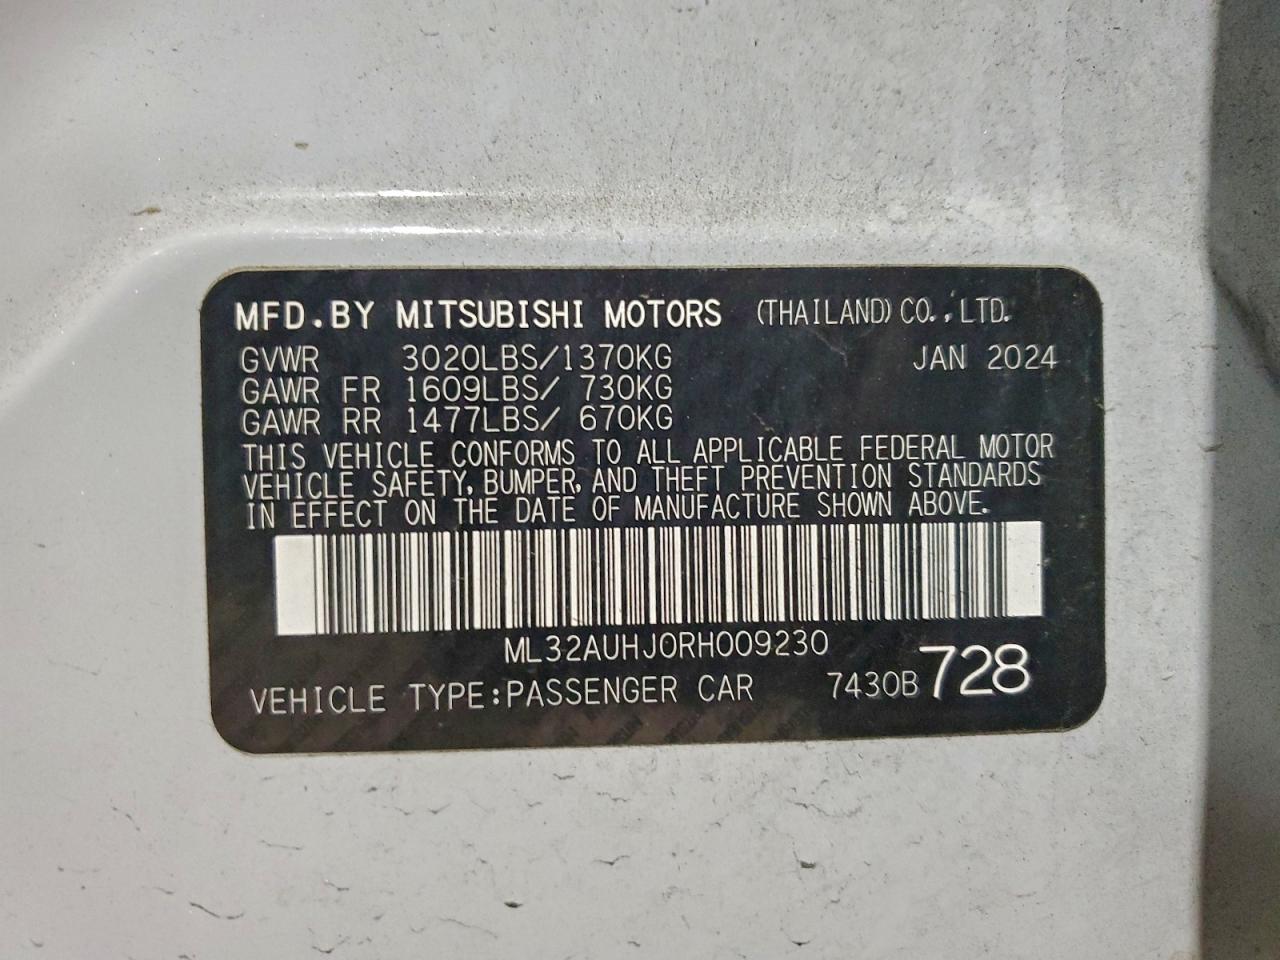 MFD.BY MITSUBISHI MOTORS (THAILAND) CO., LTD.
GVWR 3020LBS/1370KG JAN 2024
GAWR FR 1609LBS/ 730KG
GAWR RR 1477LBS/ 670KG
THIS VEHICLE CONFORMS TO ALL APPLICABLE FEDERAL MOTOR
VEHICLE SAFETY, BUMPER, AND THEFT PREVENTION STANDARDS
IN EFFECT ON THE DATE OF MANUFACTURE SHOWN ABOVE.
ML32AUHJ0RH009230
VEHICLE TYPE:PASSENGER CAR 7430B 728